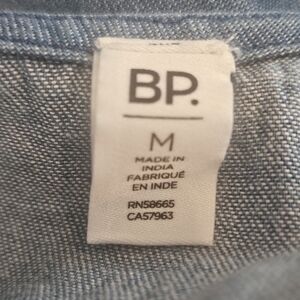 BP.
M
MADE IN
INDIA
FABRIQUÉ
EN INDE
RN58665
CA57963